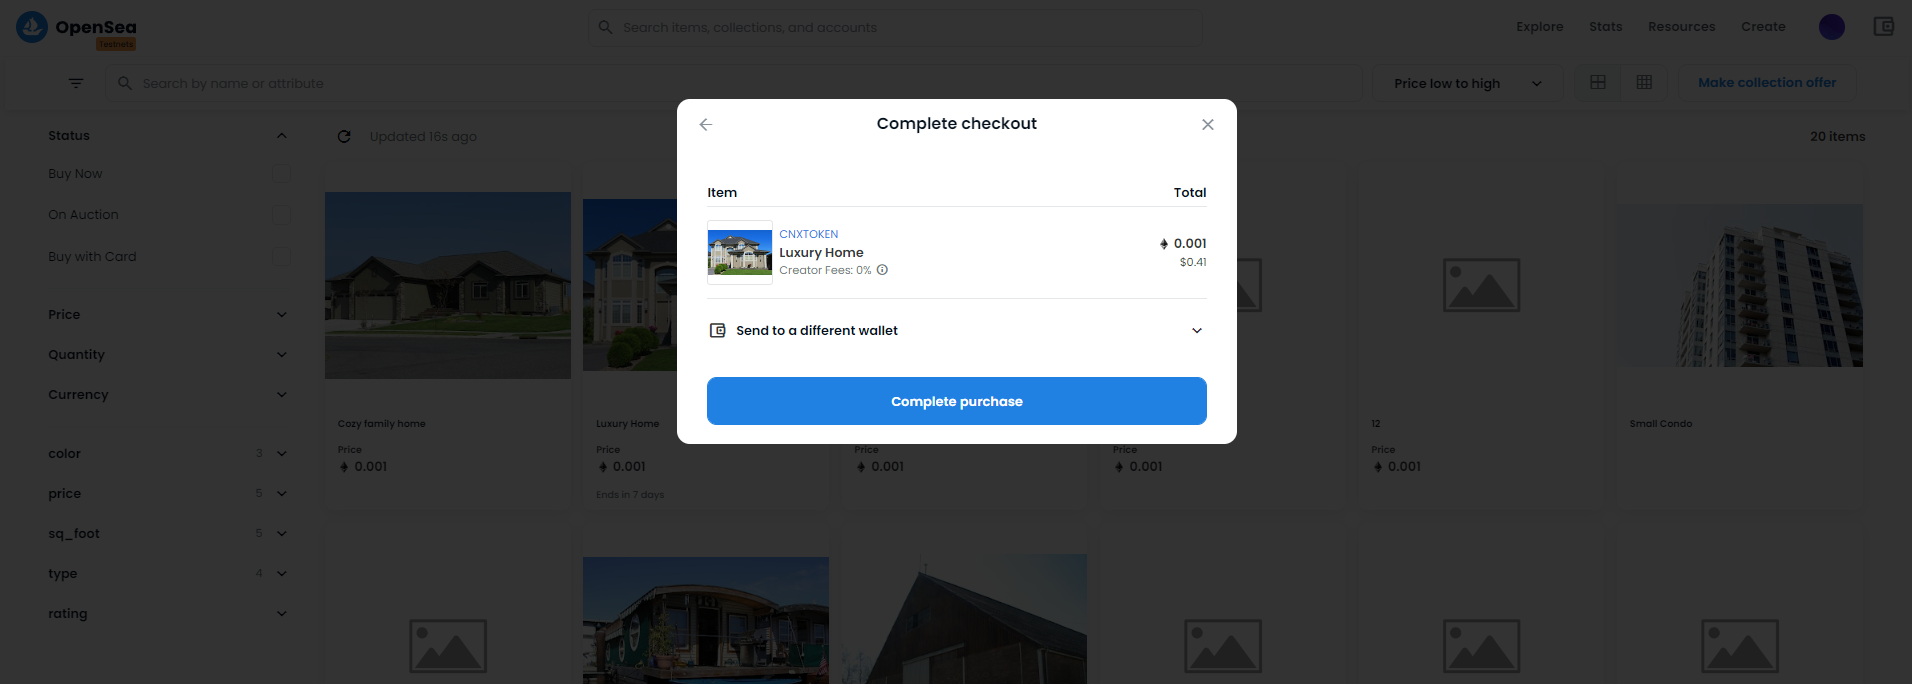 OpenSea
Testnets
Search items, collections, and accounts
Explore
Stats
Resources
Create
Search by name or attribute
Price low to high
Make collection offer
Status
Buy Now
On Auction
Buy with Card
Price
Quantity
Currency
color 3
price 5
sq_foot 5
type 4
rating
Updated 16s ago
20 items
Complete checkout
Item
Total
CNXTOKEN
Luxury Home
Creator Fees: 0%
0.001
$0.41
Send to a different wallet
Complete purchase
Cozy family home
Price
0.001
Luxury Home
Price
0.001
Ends in 7 days
Price
0.001
Price
0.001
12
Price
0.001
Small Condo